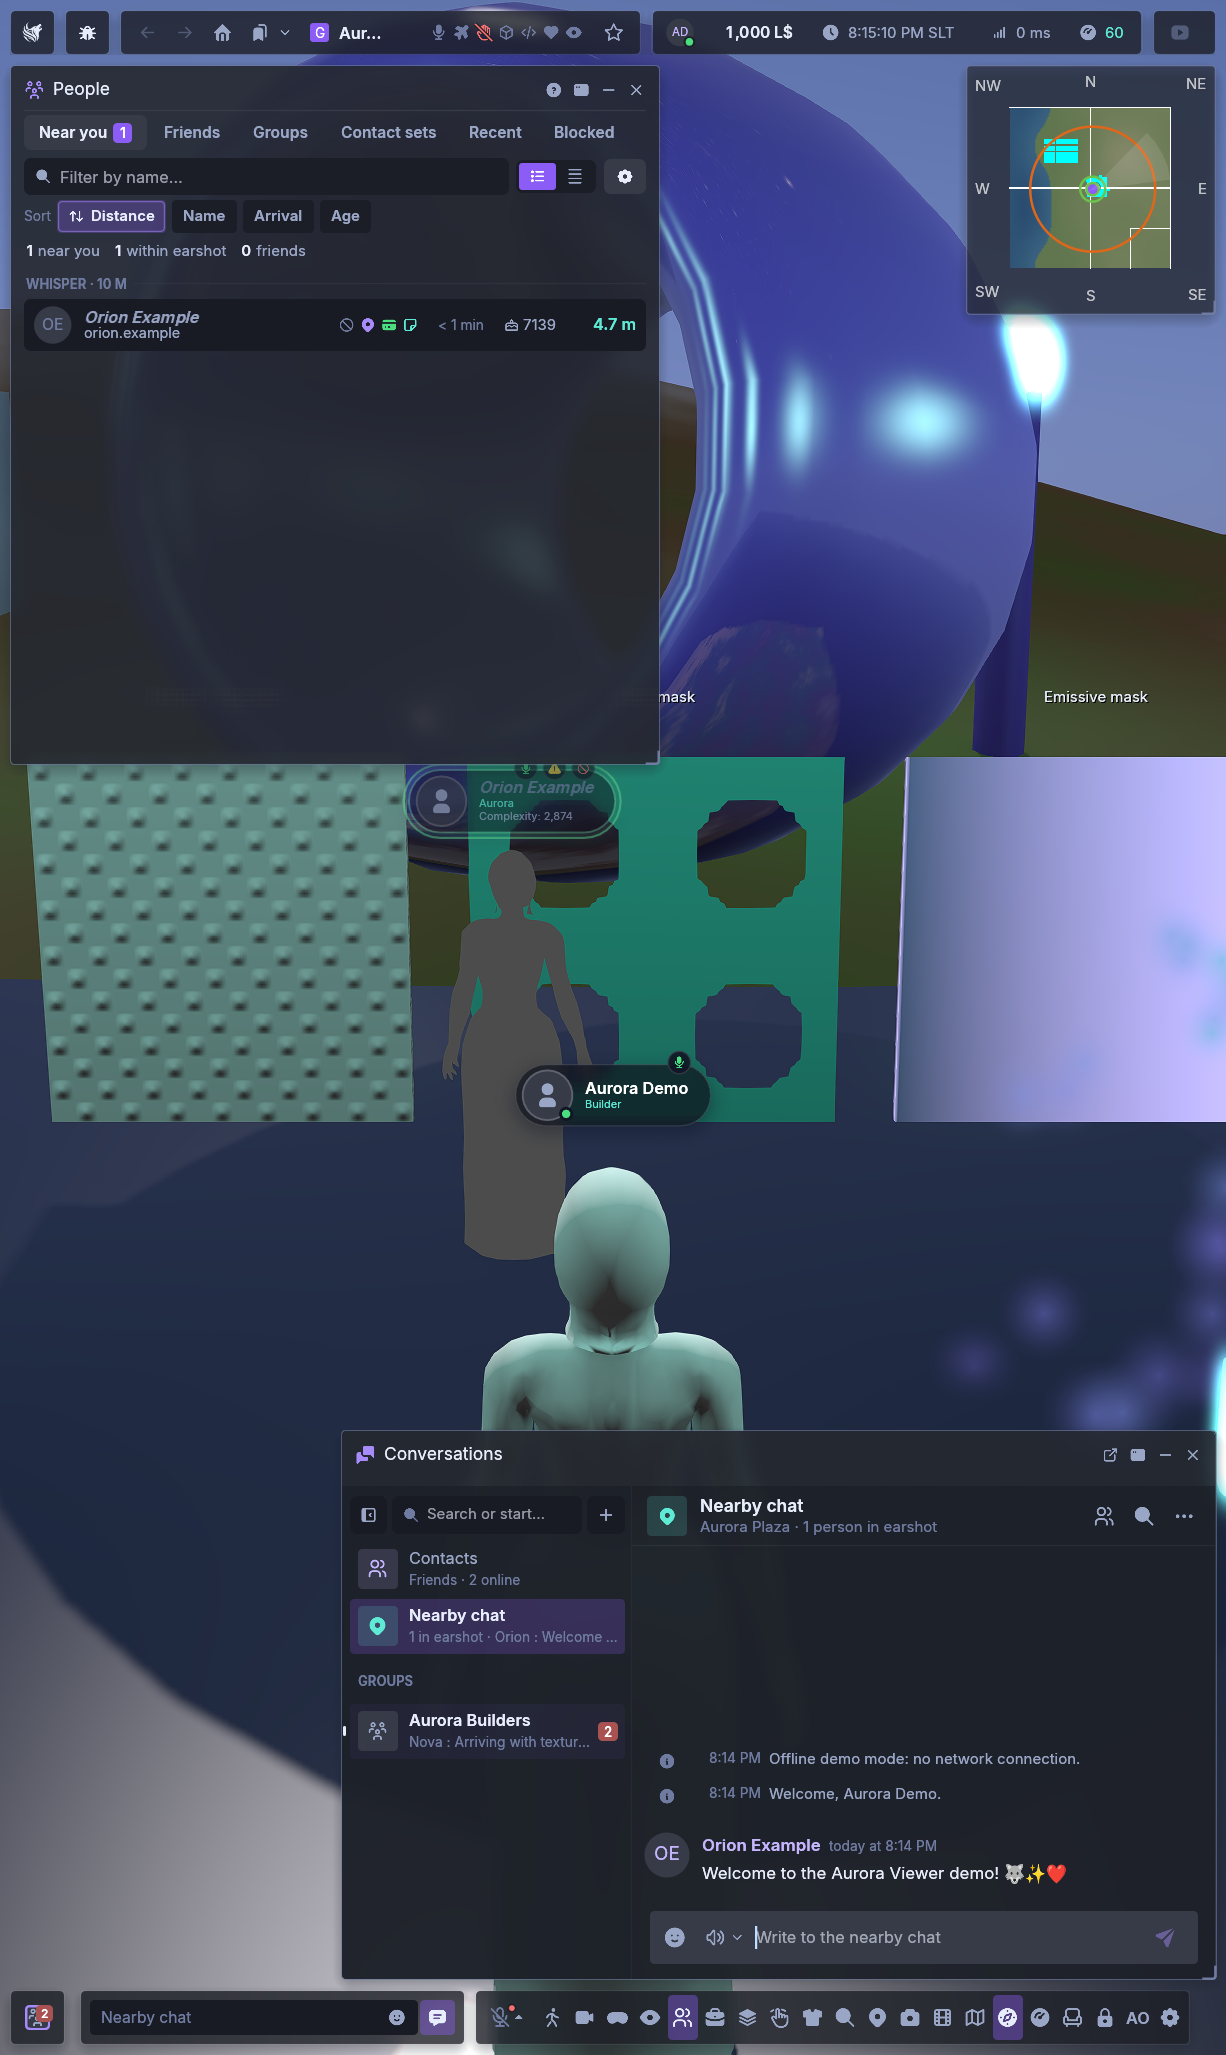 G Aur...
AD
1,000 L$
8:15:10 PM SLT
0 ms
60
People
Near you 1
Friends
Groups
Contact sets
Recent
Blocked
Filter by name...
Sort
Distance
Name
Arrival
Age
1 near you 1 within earshot 0 friends
WHISPER · 10 M
OE
Orion Example
orion.example
< 1 min
7139
4.7 m
NW
N
NE
W
E
SW
S
SE
mask
Emissive mask
Orion Example
Aurora
Complexity: 2,874
Aurora Demo
Builder
Conversations
Search or start...
Contacts
Friends · 2 online
Nearby chat
1 in earshot · Orion : Welcome ...
GROUPS
Aurora Builders
Nova : Arriving with textur...
2
Nearby chat
Aurora Plaza · 1 person in earshot
8:14 PM Offline demo mode: no network connection.
8:14 PM Welcome, Aurora Demo.
OE
Orion Example today at 8:14 PM
Welcome to the Aurora Viewer demo! 🐺✨❤️
Write to the nearby chat
2
Nearby chat
AO